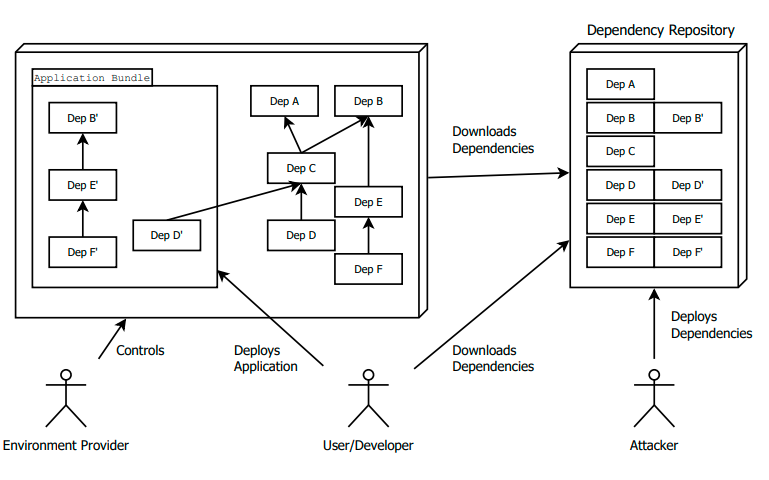 Dependency Repository
Application Bundle
Dep A
Dep B
Dep A
Dep B'
Dep B
Dep B'
Downloads
Dependencies
Dep C
Dep C
Dep E'
Dep E
Dep D
Dep D'
Dep D'
Dep D
Dep E
Dep E'
Dep F'
Dep F
Dep F
Dep F'
Deploys
Dependencies
Controls
Deploys
Application
Downloads
Dependencies
Environment Provider
User/Developer
Attacker